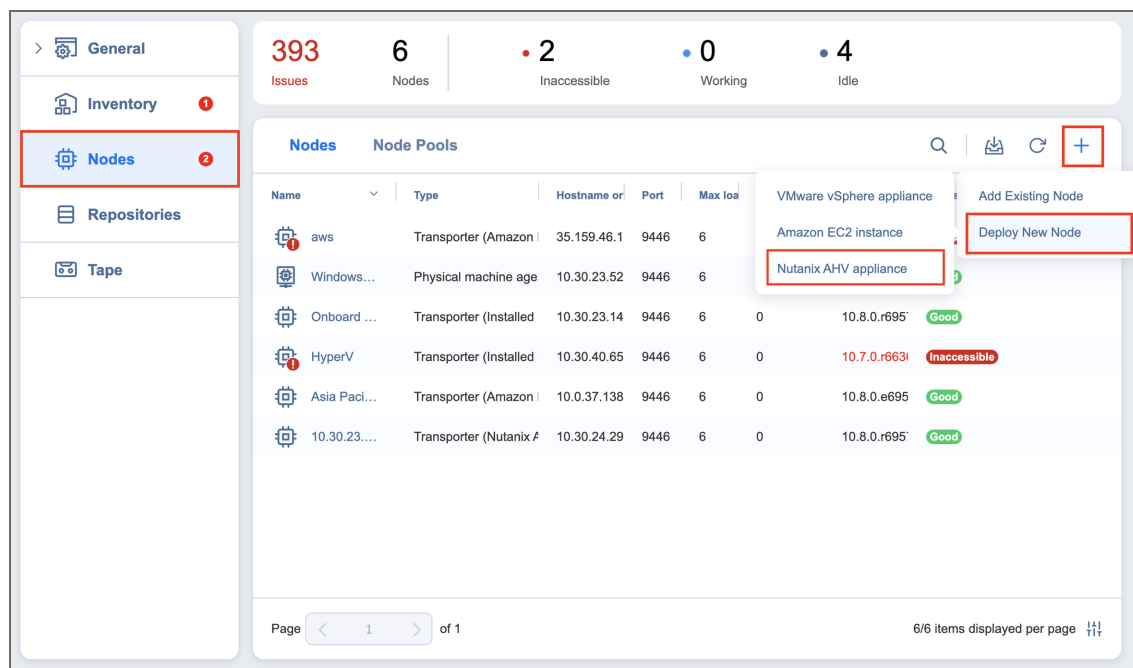 General
Inventory 1
Nodes 2
Repositories
Tape
393 6 2 0 4
Issues Nodes Inaccessible Working Idle
Nodes Node Pools
Name Type Hostname or Port Max loa
VMware vSphere appliance
Amazon EC2 instance
Nutanix AHV appliance
Add Existing Node
Deploy New Node
aws Transporter (Amazon 35.159.46.1 9446 6
Windows... Physical machine age 10.30.23.52 9446 6
Onboard ... Transporter (Installed 10.30.23.14 9446 6 0 10.8.0.r695 Good
HyperV Transporter (Installed 10.30.40.65 9446 6 0 10.7.0.r663 Inaccessible
Asia Paci... Transporter (Amazon 10.0.37.138 9446 6 0 10.8.0.e695 Good
10.30.23.... Transporter (Nutanix A 10.30.24.29 9446 6 0 10.8.0.r695 Good
Page 1 of 1
6/6 items displayed per page